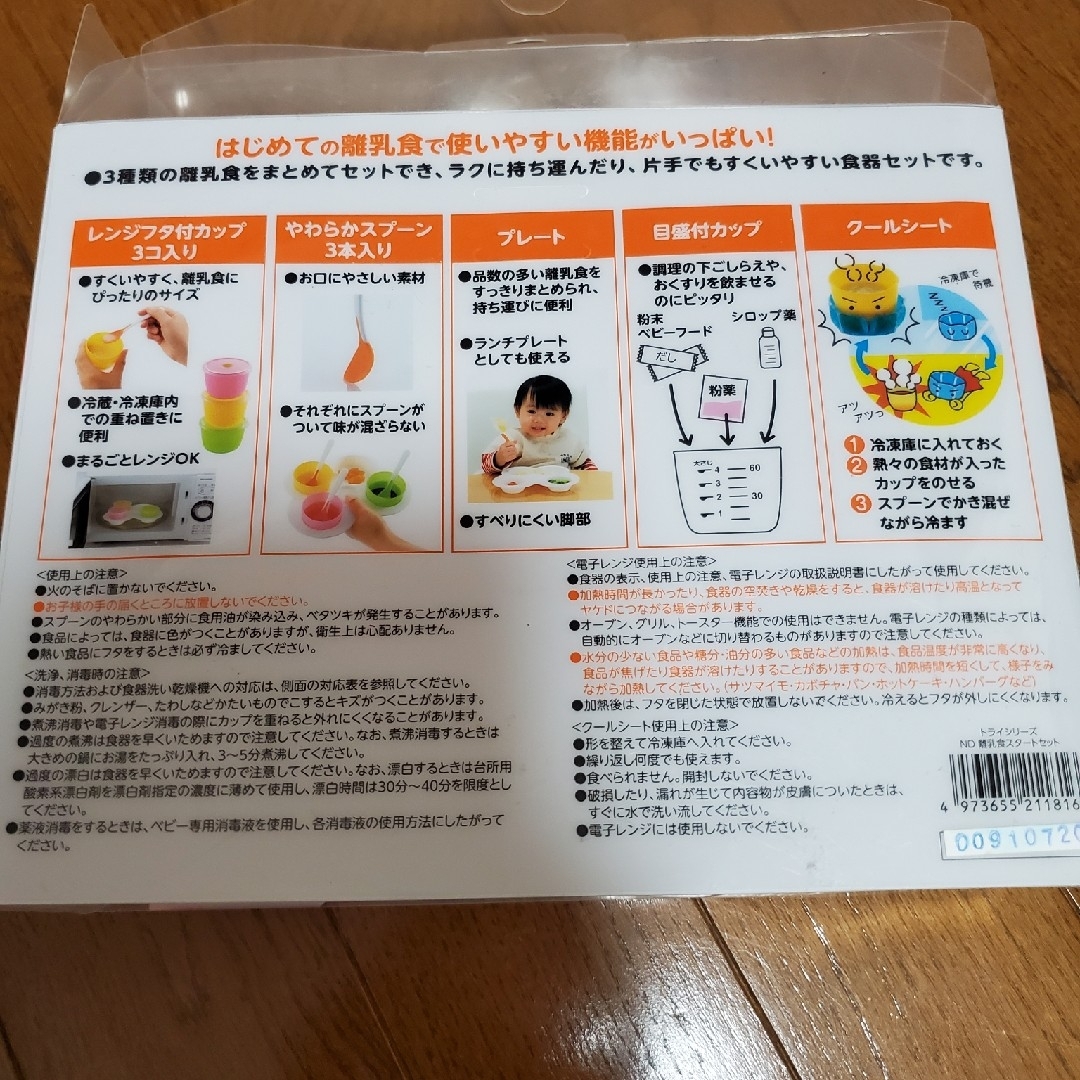 はじめての離乳食で使いやすい機能がいっぱい!
●3種類の離乳食をまとめてセットでき、ラクに持ち運んだり、片手でもすくいやすい食器セットです。
レンジフタ付カップ
3コ入り
●すくいやすく、離乳食に
ぴったりのサイズ
●冷蔵・冷凍庫内
での重ね置きに
便利
●まるごとレンジOK
やわらかスプーン
3本入り
●お口にやさしい素材
●それぞれにスプーンが
ついて味が混ざらない
プレート
●品数の多い離乳食を
すっきりまとめられ、
持ち運びに便利
●ランチプレート
としても使える
●すべりにくい脚部
目盛付カップ
●調理の下ごしらえや、
おくすりを飲ませる
のにピッタリ
粉末
ベビーフード
シロップ薬
だし
粉薬
大さじ
4
3
2
1
60
30
クールシート
冷凍庫で
待機
ZZZ
アツ
アツっ
1 冷凍庫に入れておく
2 熱々の食材が入った
カップをのせる
3 スプーンでかき混ぜ
ながら冷ます
<使用上の注意>
●火のそばに置かないでください。
●お子様の手の届くところに放置しないでください。
●スプーンのやわらかい部分に食用油が染み込み、ベタツキが発生することがあります。
●食品によっては、食器に色がつくことがありますが、衛生上は心配ありません。
●熱い食品にフタをするときは必ず冷ましてください。
<洗浄、消毒時の注意>
●消毒方法および食器洗い乾燥機への対応は、側面の対応表を参照してください。
●みがき粉、クレンザー、たわしなどかたいものでこするとキズがつくことがあります。
●煮沸消毒や電子レンジ消毒の際にカップを重ねると外れにくくなることがあります。
●過度の煮沸は食器を早くいためますので注意してください。なお、煮沸消毒するときは
大きめの鍋にお湯をたっぷり入れ、3～5分煮沸してください。
●過度の漂白は食器を早くいためますので注意してください。なお、漂白するときは台所用
酸素系漂白剤を漂白剤指定の濃度に薄めて使用し、漂白時間は30分～40分を限度とし
てください。
●薬液消毒をするときは、ベビー専用消毒液を使用し、各消毒液の使用方法にしたがって
ください。
<電子レンジ使用上の注意>
●食器の表示、使用上の注意、電子レンジの取扱説明書にしたがって使用してください。
●加熱時間が長かったり、食器の空焚きや乾燥をすると、食器が溶けたり高温となって
ヤケドにつながる場合があります。
●オーブン、グリル、トースター機能での使用はできません。電子レンジの種類によっては、
自動的にオーブンなどに切り替わるものがありますので注意してください。
●水分の少ない食品や糖分・油分の多い食品などの加熱は、食品温度が非常に高くなり、
食品が焦げたり食器が溶けたりすることがありますので、加熱時間を短くして、様子をみ
ながら加熱してください。(サツマイモ・カボチャ・パン・ホットケーキ・ハンバーグなど)
●加熱後は、フタを閉じた状態で放置しないでください。冷えるとフタが外しにくくなります。
<クールシート使用上の注意>
●形を整えて冷凍庫へ入れてください。
●繰り返し何度でも使えます。
●食べられません。開封しないでください。
●破損したり、漏れが生じて内容物が皮膚についたときは、
すぐに水で洗い流してください。
●電子レンジには使用しないでください。
トライシリーズ
ND 離乳食スタートセット
4 973655 211816
00910720